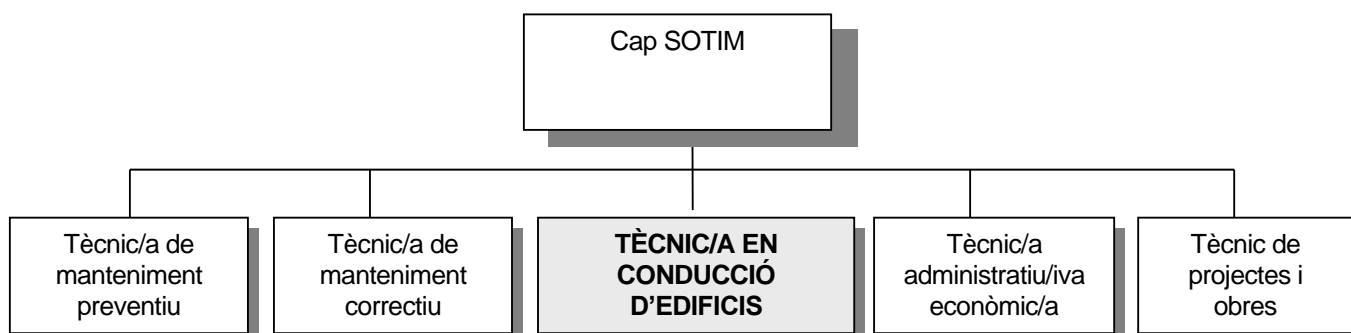 Cap SOTIM
Tècnic/a de
manteniment
preventiu
Tècnic/a de
manteniment
correctiu
TÈCNIC/A EN
CONDUCCIÓ
D'EDIFICIS
Tècnic/a
administratiu/iva
econòmic/a
Tècnic de
projectes i
obres